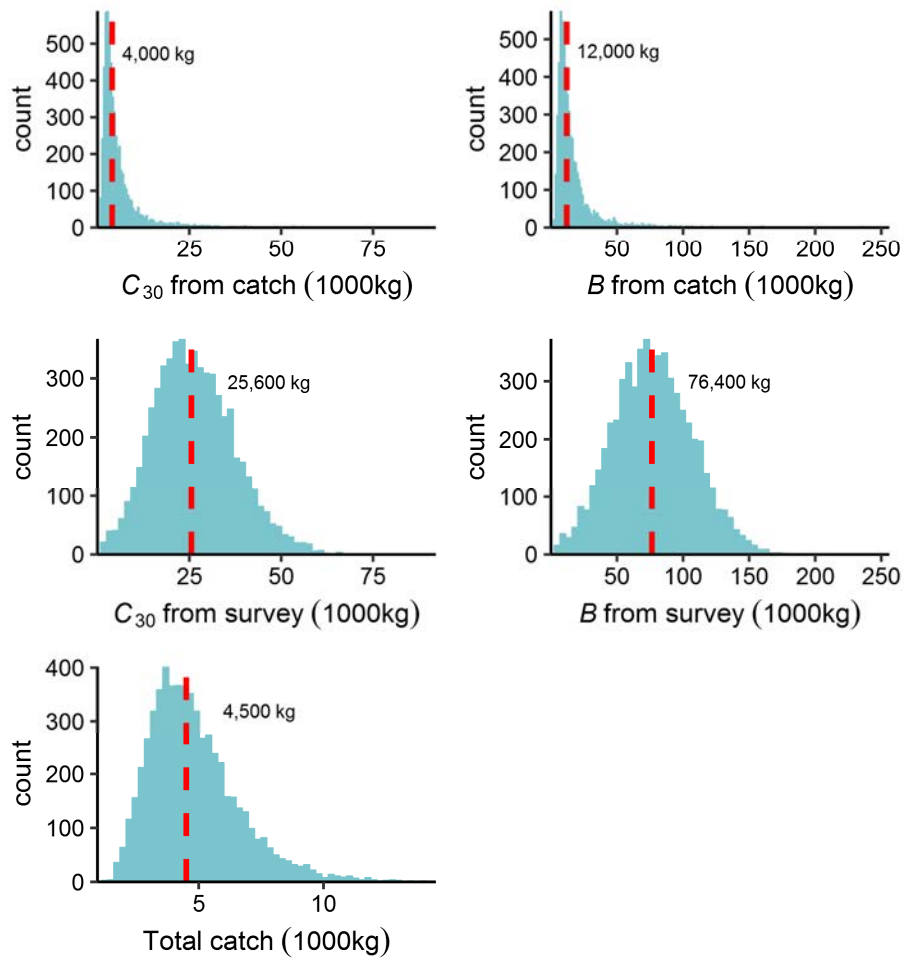 500
400
300
200
100
0
count
4,000 kg
25
50
75
C30 from catch (1000kg)
500
400
300
200
100
0
count
12,000 kg
50
100
150
200
250
B from catch (1000kg)
300
200
100
0
count
25,600 kg
25
50
75
C30 from survey (1000kg)
300
200
100
0
count
76,400 kg
50
100
150
200
250
B from survey (1000kg)
400
300
200
100
0
count
4,500 kg
5
10
Total catch (1000kg)